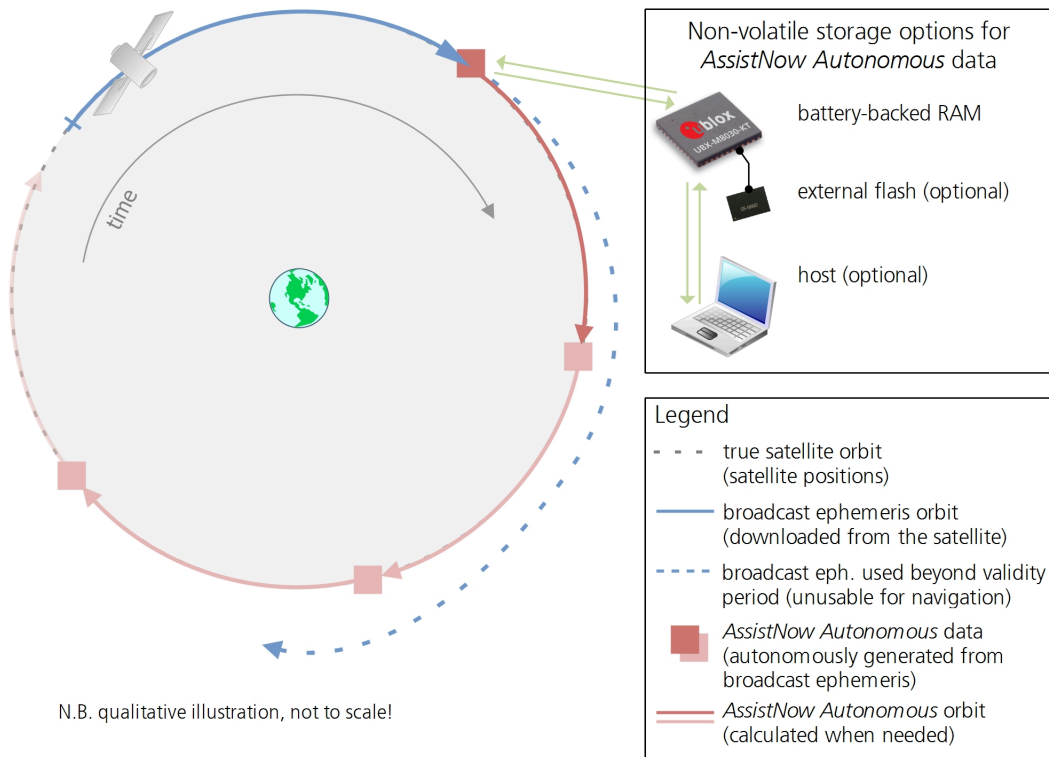 time
N.B. qualitative illustration, not to scale!
Non-volatile storage options for
AssistNow Autonomous data
battery-backed RAM
ublox
UBX-M8030-KT
external flash (optional)
host (optional)
Legend
true satellite orbit
(satellite positions)
broadcast ephemeris orbit
(downloaded from the satellite)
broadcast eph. used beyond validity
period (unusable for navigation)
AssistNow Autonomous data
(autonomously generated from
broadcast ephemeris)
AssistNow Autonomous orbit
(calculated when needed)